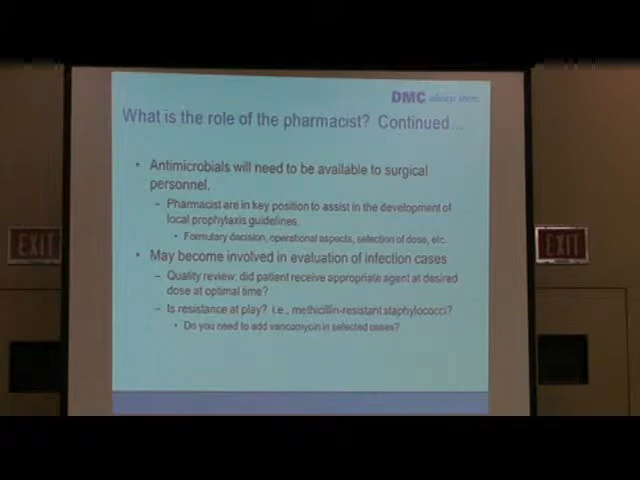 DMC always there.
What is the role of the pharmacist? Continued…
• Antimicrobials will need to be available to surgical
personnel.
– Pharmacist are in key position to assist in the development of
local prophylaxis guidelines.
• Formulary decision, operational aspects, selection of dose, etc.
• May become involved in evaluation of infection cases
– Quality review: did patient receive appropriate agent at desired
dose at optimal time?
– Is resistance at play? i.e., methicillin-resistant staphylococci?
• Do you need to add vancomycin in selected cases?
EXIT
EXIT